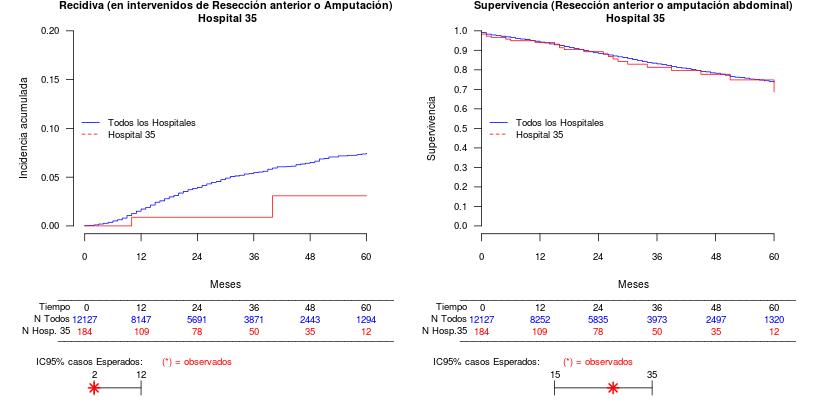 Recidiva (en intervenidos de Resección anterior o Amputación)
Hospital 35
0.20
0.15
0.10
0.05
0.00
Incidencia acumulada
Todos los Hospitales
Hospital 35
0 12 24 36 48 60
Meses
Tiempo 0 12 24 36 48 60
N Todos 12127 8147 5691 3871 2443 1294
N Hosp. 35 184 109 78 50 35 12
IC95% casos Esperados: (*) = observados
2 12
Supervivencia (Resección anterior o amputación abdominal)
Hospital 35
1.0
0.9
0.8
0.7
0.6
0.5
0.4
0.3
0.2
0.1
0.0
Supervivencia
Todos los Hospitales
Hospital 35
0 12 24 36 48 60
Meses
Tiempo 0 12 24 36 48 60
N Todos 12127 8252 5835 3973 2497 1320
N Hosp.35 184 109 78 50 35 12
IC95% casos Esperados: (*) = observados
15 35